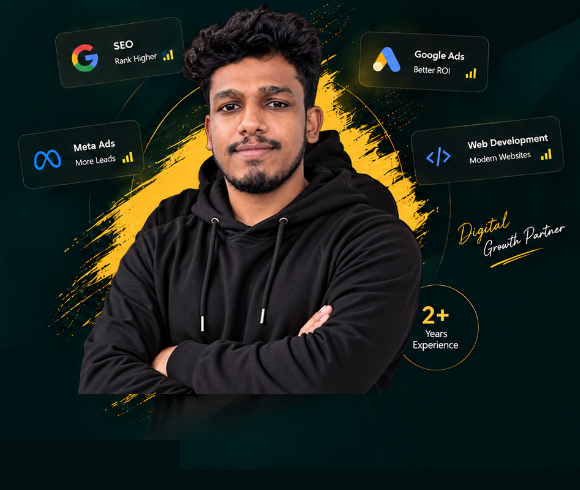 SEO
Rank Higher
Google Ads
Better ROI
Meta Ads
More Leads
Web Development
Modern Websites
Digital
Growth Partner
2+
Years
Experience